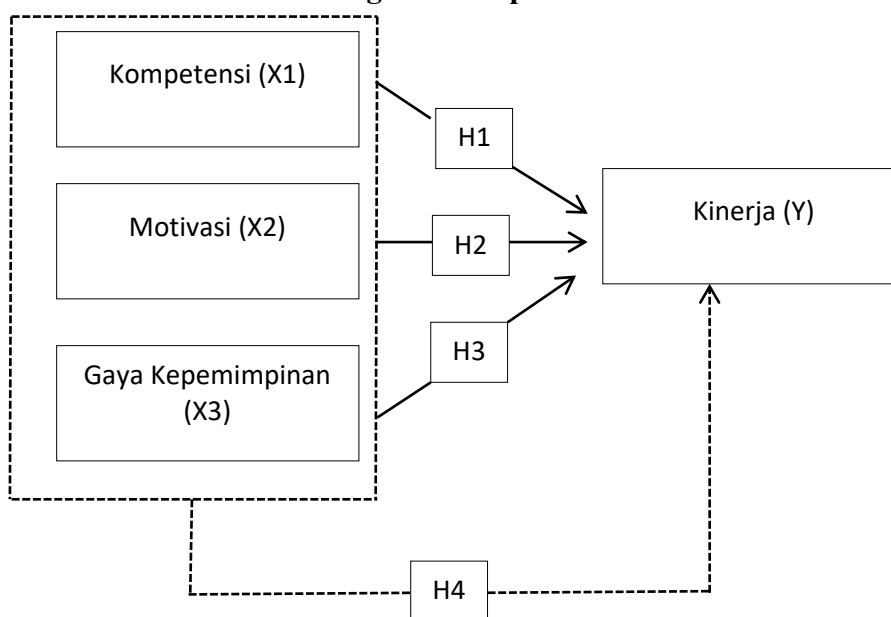 Kompetensi (X1)
H1
Motivasi (X2)
H2
Kinerja (Y)
H3
Gaya Kepemimpinan
(X3)
H4